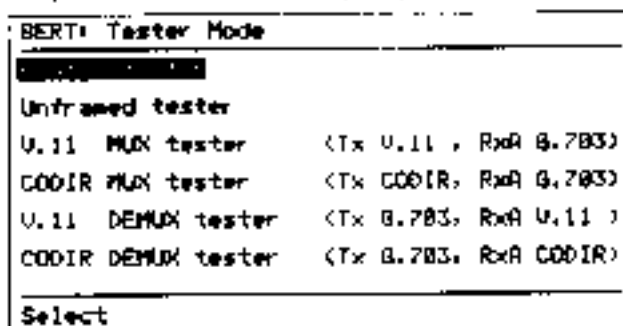 BERT: Tester Mode
Unframed tester
V.11 MUX tester (Tx V.11 , RxA G.703)
CODIR MUX tester (Tx CODIR, RxA G.703)
V.11 DEMUX tester (Tx G.703, RxA V.11 )
CODIR DEMUX tester (Tx G.703, RxA CODIR)
Select